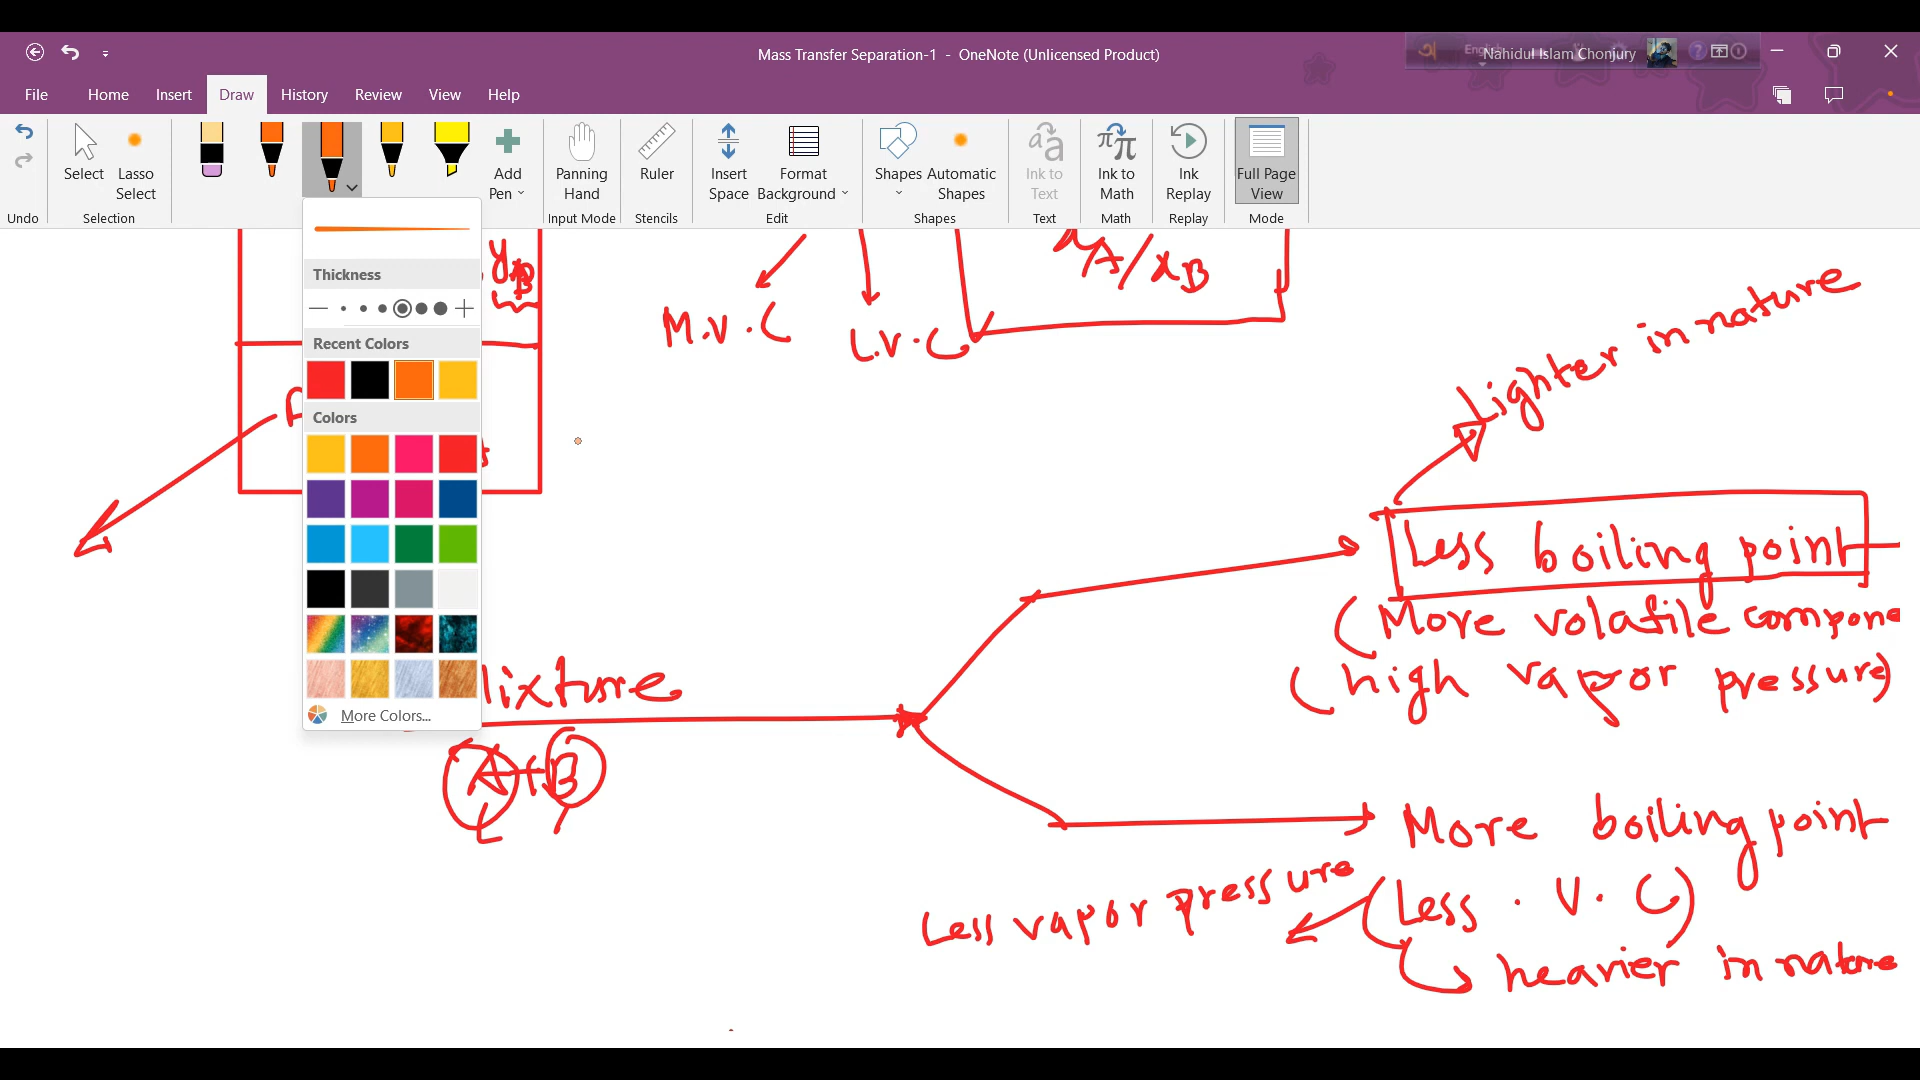 Mass Transfer Separation-1 - OneNote (Unlicensed Product)
Nahidul Islam Chonjury
File Home Insert Draw History Review View Help
Select
Lasso
Select
Add
Pen
Panning
Hand
Ruler
Insert
Space
Format
Background
Shapes
Automatic
Shapes
Ink to
Text
Ink to
Math
Ink
Replay
Full Page
View
Undo Selection Input Mode Stencils Edit Shapes Text Math Replay Mode
Thickness
Recent Colors
Colors
More Colors...
yB
/xB
M.V.C
L.V.C
Lighter in nature
Less boiling point
(More volatile compone
(high vapor pressure)
ixture
A+B
More boiling point
(Less . V. C)
Less vapor pressure
heavier in nature